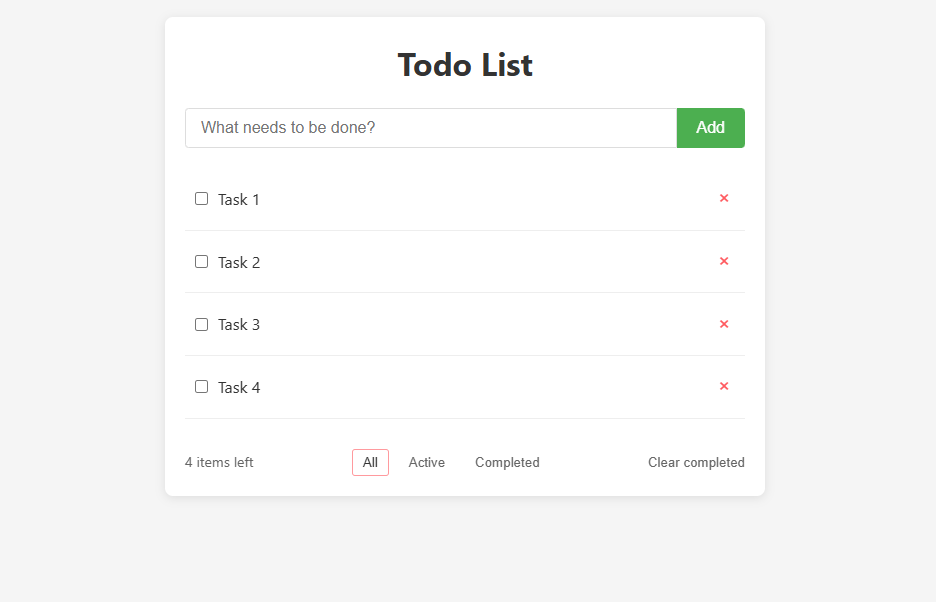 Todo List
What needs to be done? Add
Task 1 ×
Task 2 ×
Task 3 ×
Task 4 ×
4 items left All Active Completed Clear completed